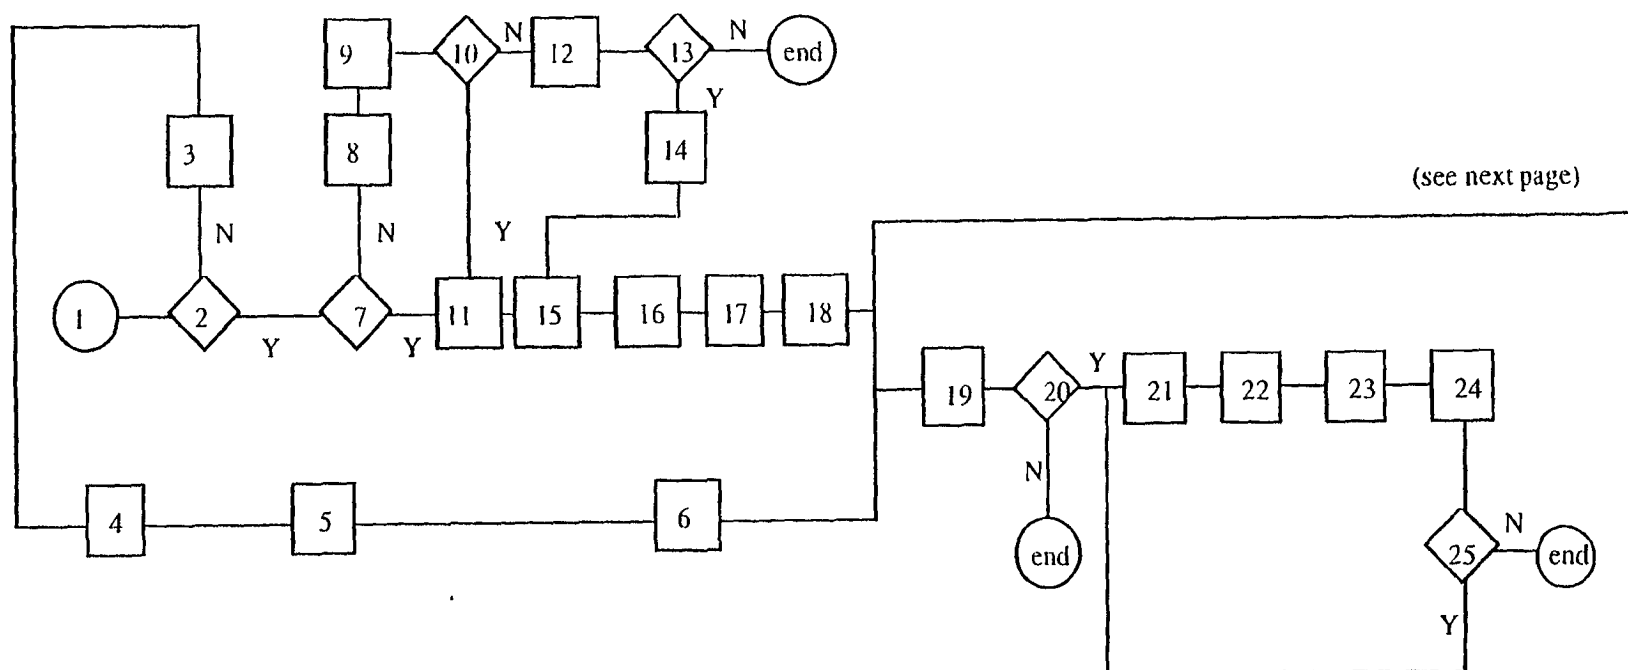 9 10 N 12 13 N end
Y
3 8 14
(see next page)
N N Y
1 2 Y 7 Y 11 15 16 17 18
19 20 Y 21 22 23 24
N
4 5 6
end
25 N end
Y